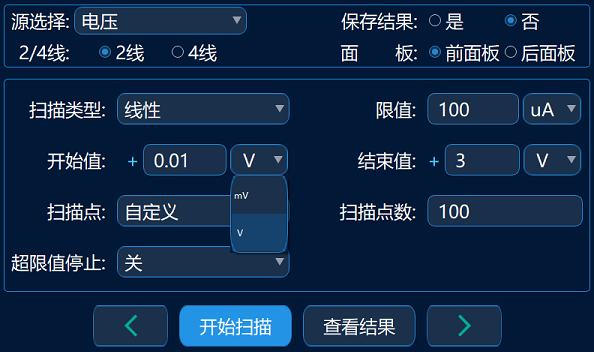 源选择: 电压 保存结果: 是 否
2/4线: 2线 4线 面 板: 前面板 后面板
扫描类型: 线性 限值: 100 uA
开始值: + 0.01 V 结束值: + 3 V
mV
扫描点: 自定义 扫描点数: 100
V
超限值停止: 关
开始扫描 查看结果